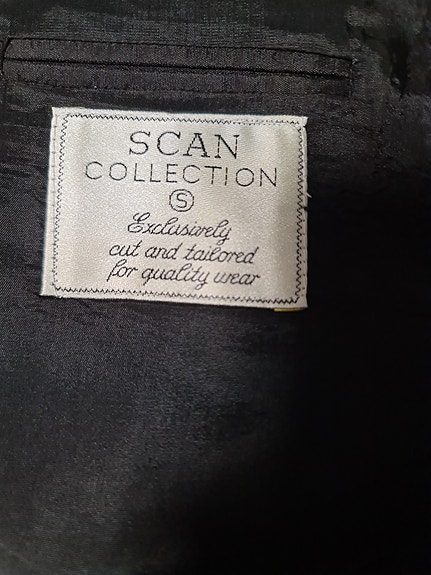 SCAN
COLLECTION
Ⓢ
Exclusively
cut and tailored
for quality wear